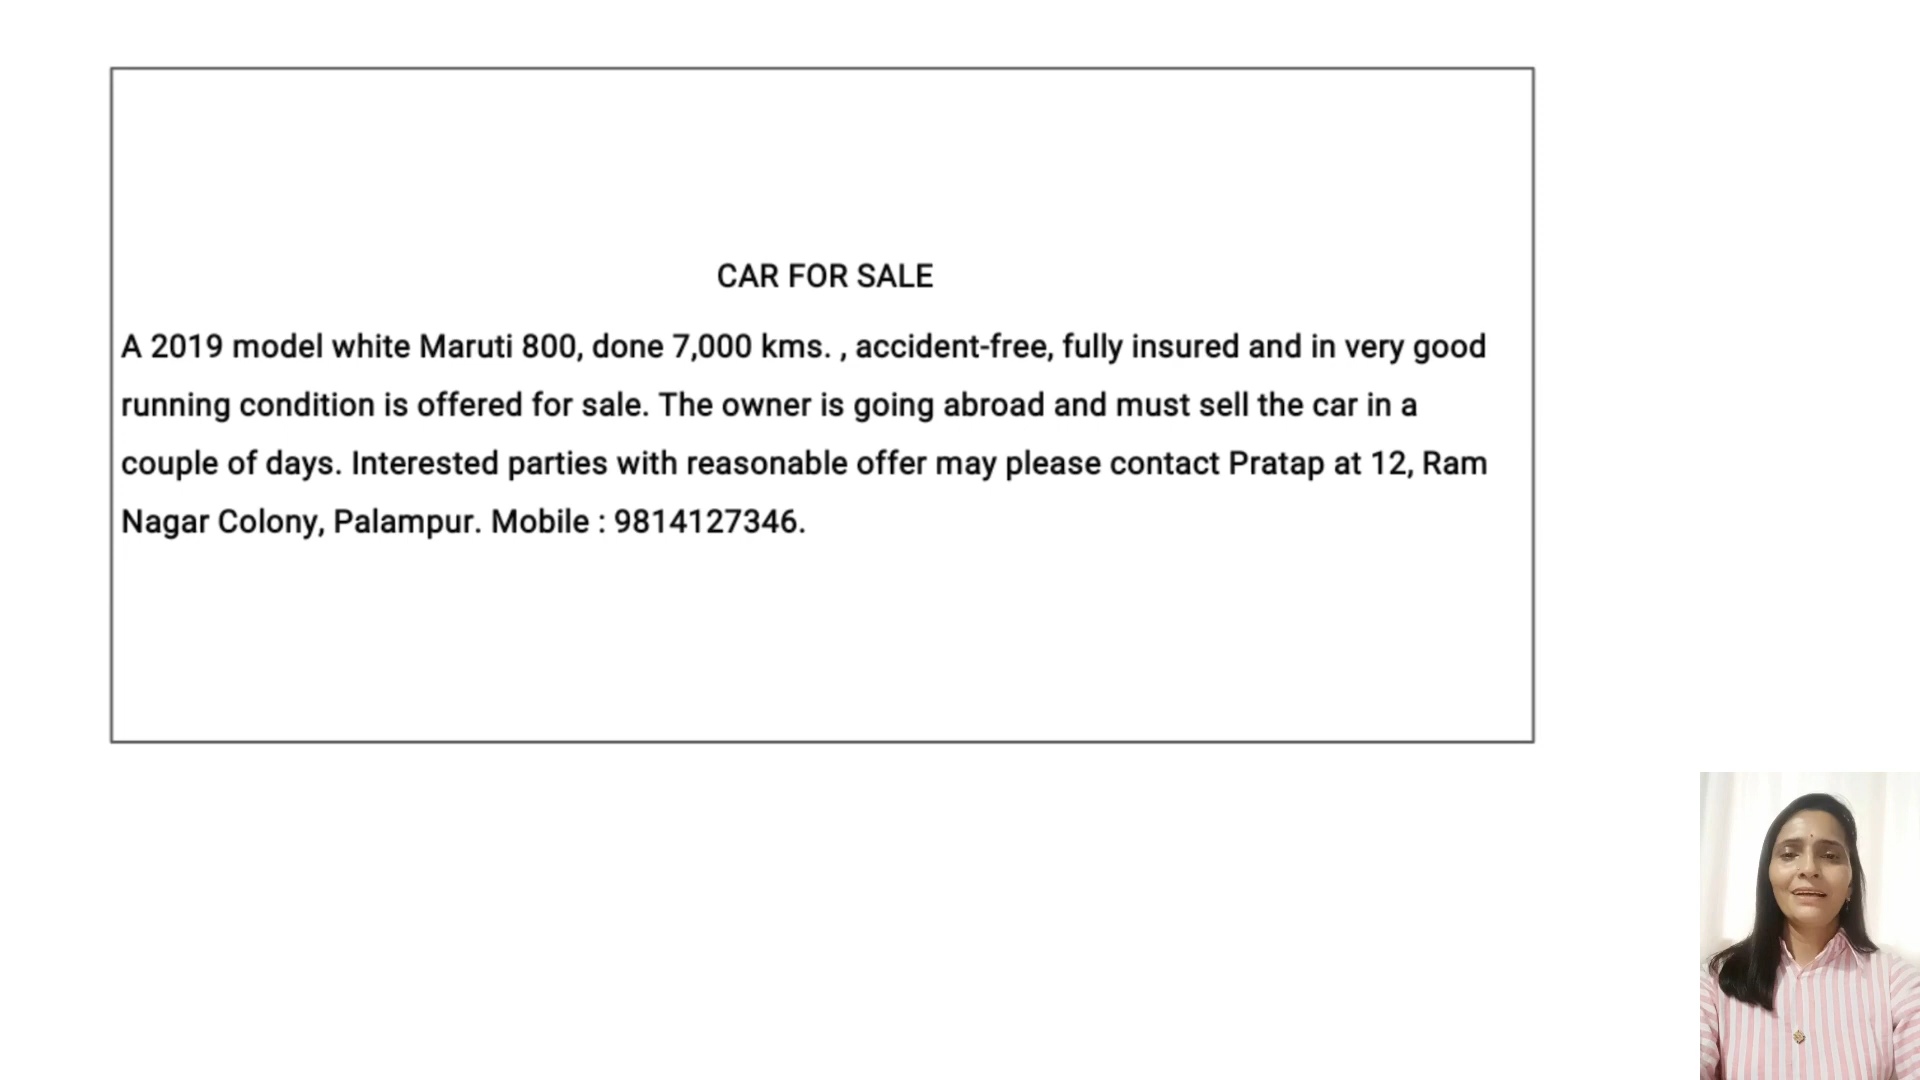 CAR FOR SALE
A 2019 model white Maruti 800, done 7,000 kms. , accident-free, fully insured and in very good
running condition is offered for sale. The owner is going abroad and must sell the car in a
couple of days. Interested parties with reasonable offer may please contact Pratap at 12, Ram
Nagar Colony, Palampur. Mobile : 9814127346.